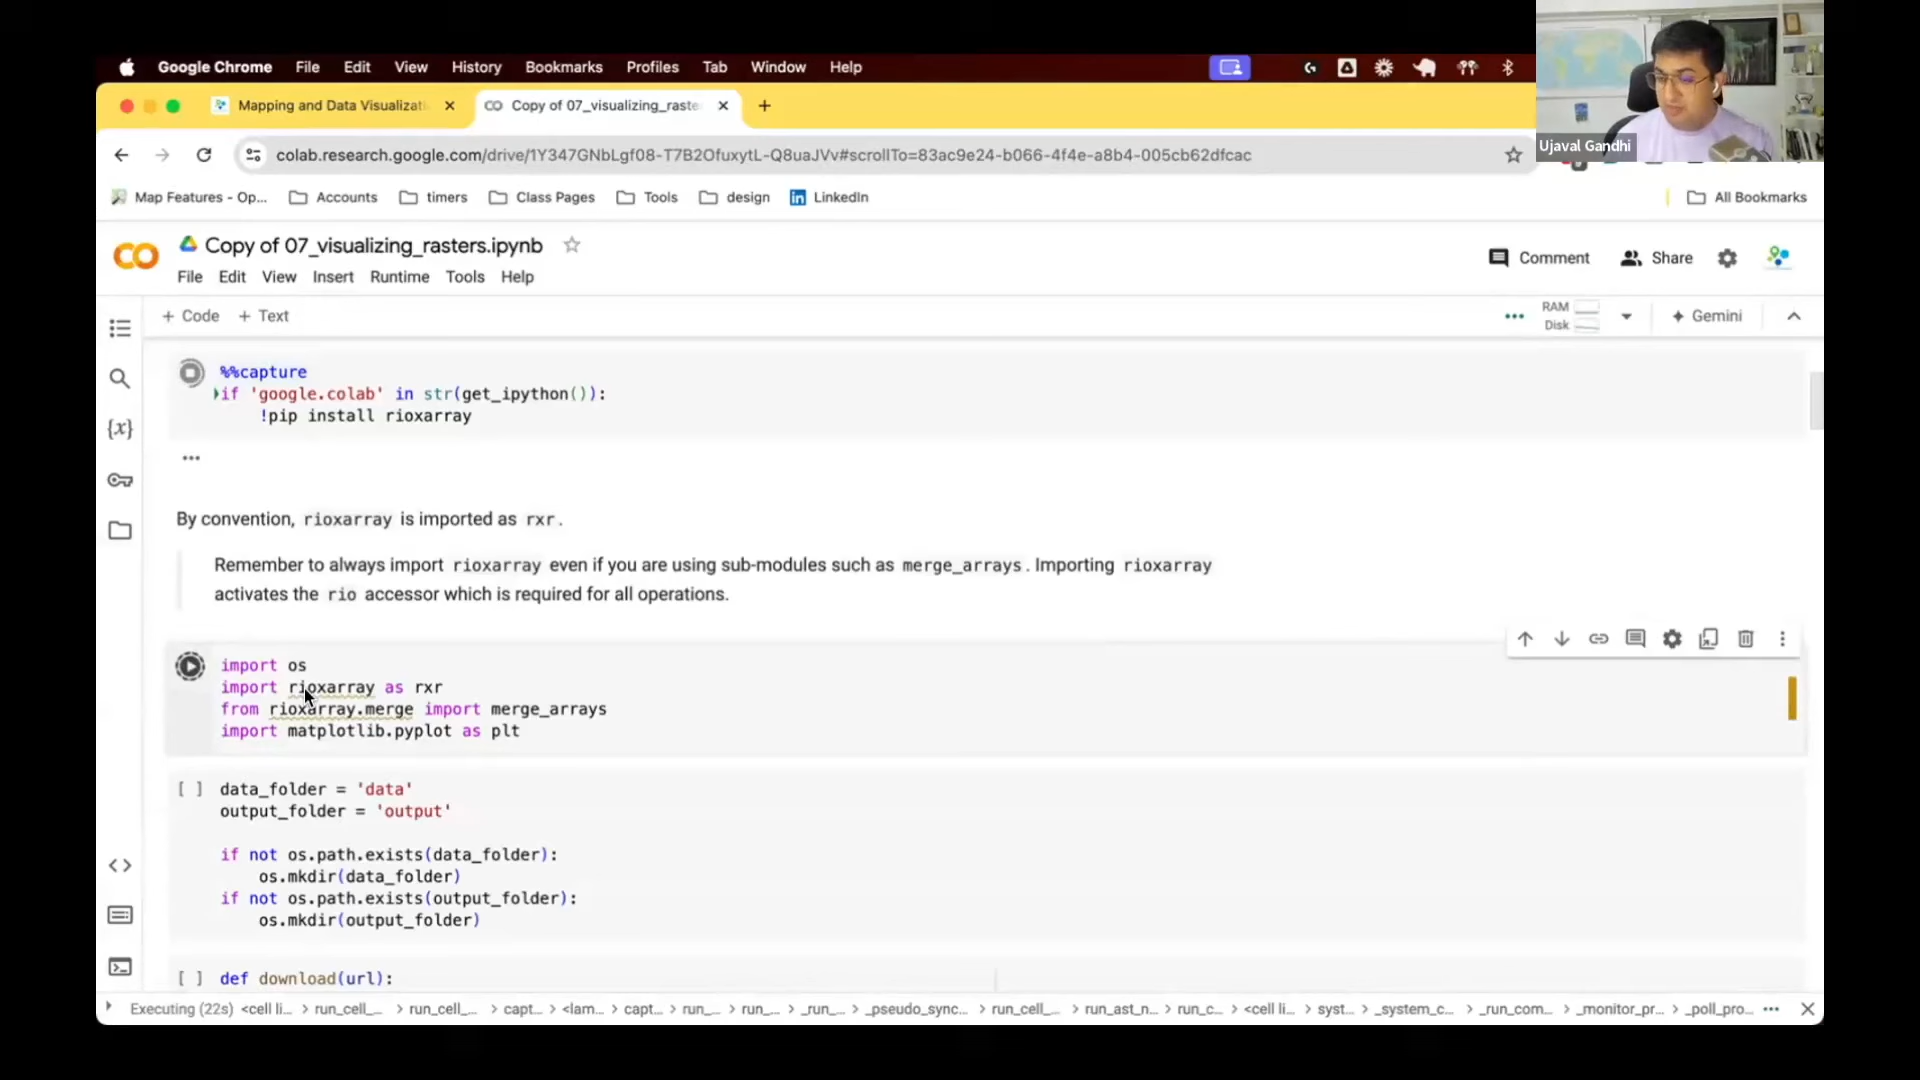 Google Chrome File Edit View History Bookmarks Profiles Tab Window Help
Mapping and Data Visualizati
Copy of 07_visualizing_raste
colab.research.google.com/drive/1Y347GNbLgf08-T7B2OfuxytL-Q8uaJVv#scrollTo=83ac9e24-b066-4f4e-a8b4-005cb62dfcac
Ujaval Gandhi
Map Features - Op... Accounts timers Class Pages Tools design LinkedIn All Bookmarks
Copy of 07_visualizing_rasters.ipynb
Comment Share
File Edit View Insert Runtime Tools Help
+ Code + Text
RAM
Disk
Gemini
%%capture
if 'google.colab' in str(get_ipython()):
!pip install rioxarray
...
By convention, rioxarray is imported as rxr.
Remember to always import rioxarray even if you are using sub-modules such as merge_arrays. Importing rioxarray
activates the rio accessor which is required for all operations.
import os
import rioxarray as rxr
from rioxarray.merge import merge_arrays
import matplotlib.pyplot as plt
[ ] data_folder = 'data'
output_folder = 'output'
if not os.path.exists(data_folder):
os.mkdir(data_folder)
if not os.path.exists(output_folder):
os.mkdir(output_folder)
[ ] def download(url):
Executing (22s) <cell li... > run_cell_... > run_cell_... > capt... > <lam... > capt... > run_... > run_... > _run_... > _pseudo_sync... > run_cell_... > run_ast_n... > run_c... > <cell li... > syst... > _system_c... > _run_com... > _monitor_pr... > _poll_pro... ...